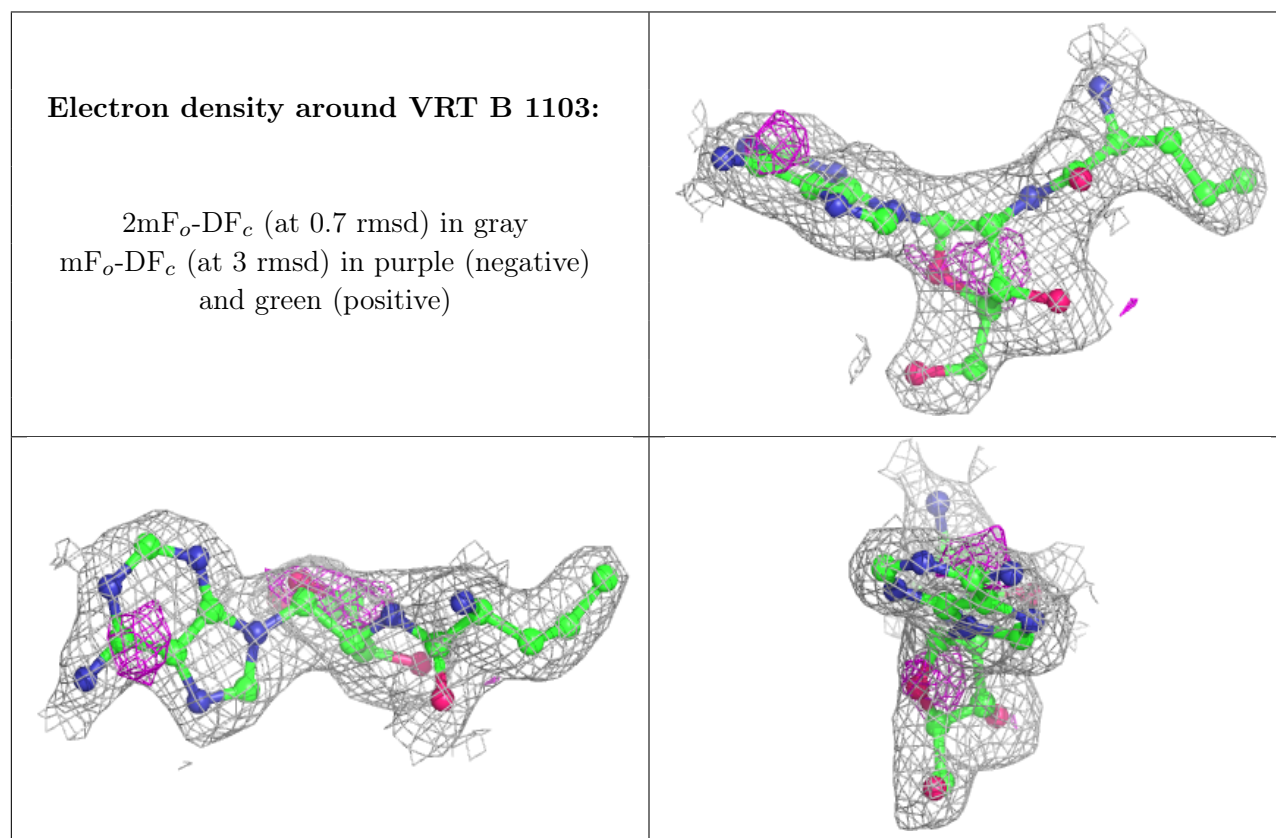 Electron density around VRT B 1103:
2mFo-DFc (at 0.7 rmsd) in gray
mFo-DFc (at 3 rmsd) in purple (negative)
and green (positive)